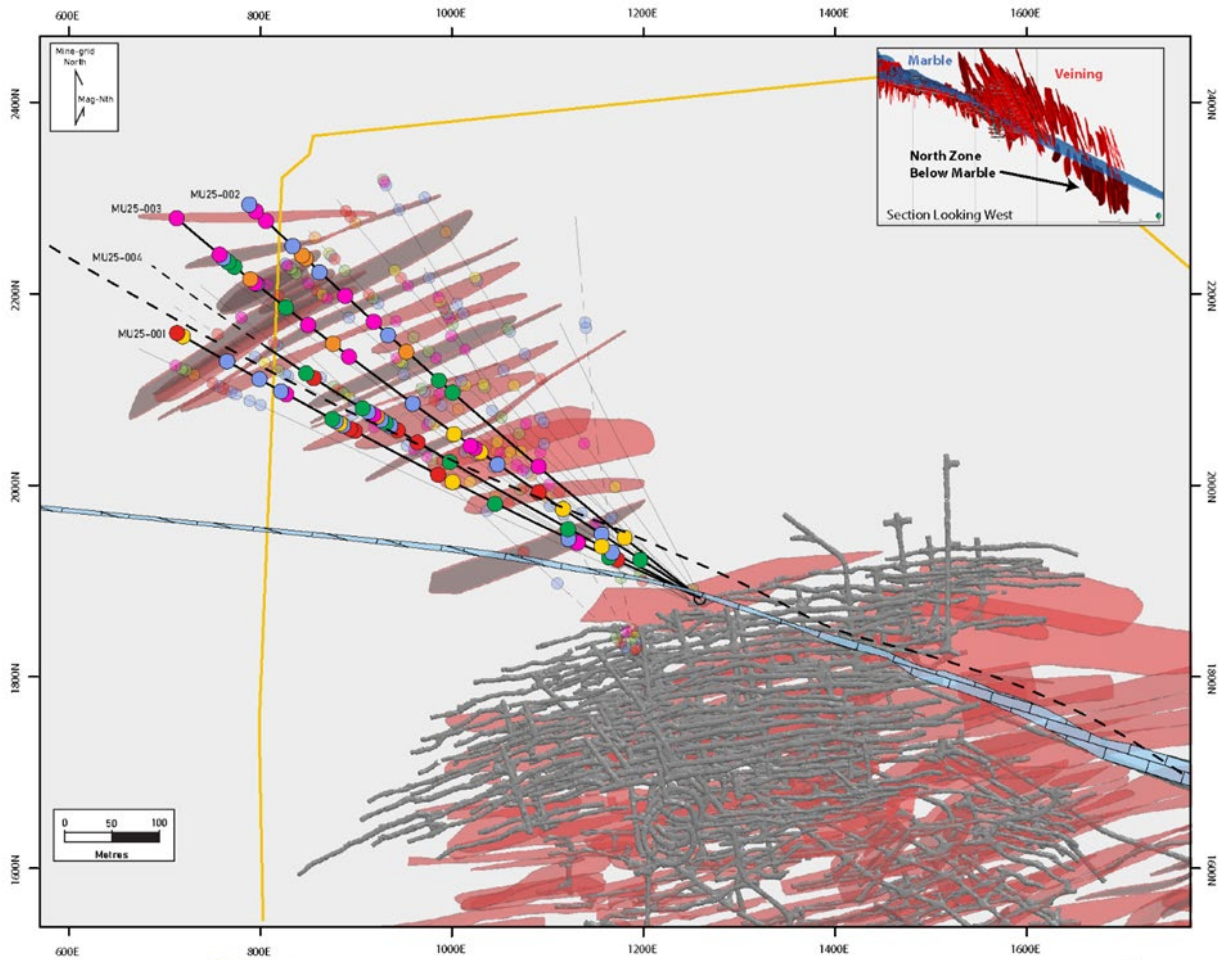 600E 800E 1000E 1200E 1400E 1600E
Mine-grid
North
Mag-Nth
Marble
Veining
North Zone
Below Marble
Section Looking West
2400N
2400N
MU25-002
MU25-003
MU25-004
2200N
2200N
MU25-001
2000N
2000N
1800N
1800N
0 50 100
Metres
1600N
1600N
600E 800E 1000E 1200E 1400E 1600E